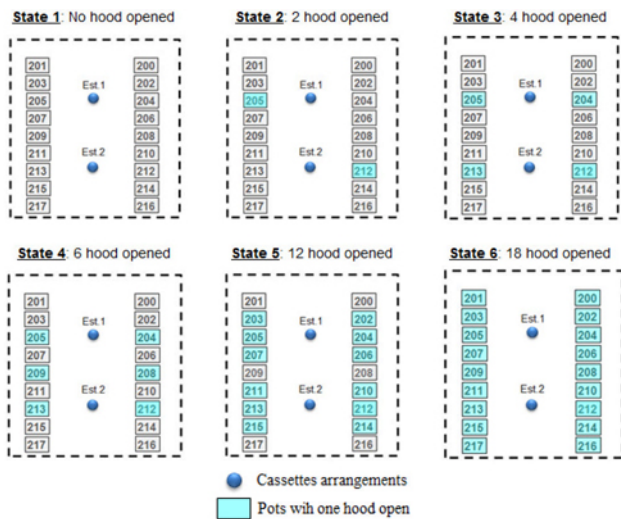 State 1: No hood opened
State 2: 2 hood opened
State 3: 4 hood opened
201 200
203 Est.1 202
205 204
207 206
209 208
211 Est.2 210
213 212
215 214
217 216
201 200
203 Est.1 202
205 204
207 206
209 208
211 Est.2 210
213 212
215 214
217 216
201 200
203 Est.1 202
205 204
207 206
209 208
211 Est.2 210
213 212
215 214
217 216
State 4: 6 hood opened
State 5: 12 hood opened
State 6: 18 hood opened
201 200
203 Est.1 202
205 204
207 206
209 208
211 Est.2 210
213 212
215 214
217 216
201 200
203 Est.1 202
205 204
207 206
209 208
211 Est.2 210
213 212
215 214
217 216
201 200
203 Est.1 202
205 204
207 206
209 208
211 Est.2 210
213 212
215 214
217 216
Cassettes arrangements
Pots wih one hood open